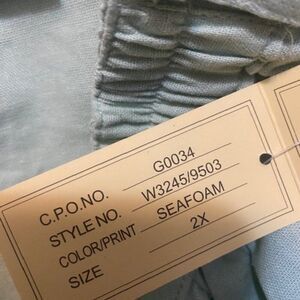 C.P.O.NO. G0034
STYLE NO. W3245/9503
COLOR/PRINT SEAFOAM
SIZE 2X